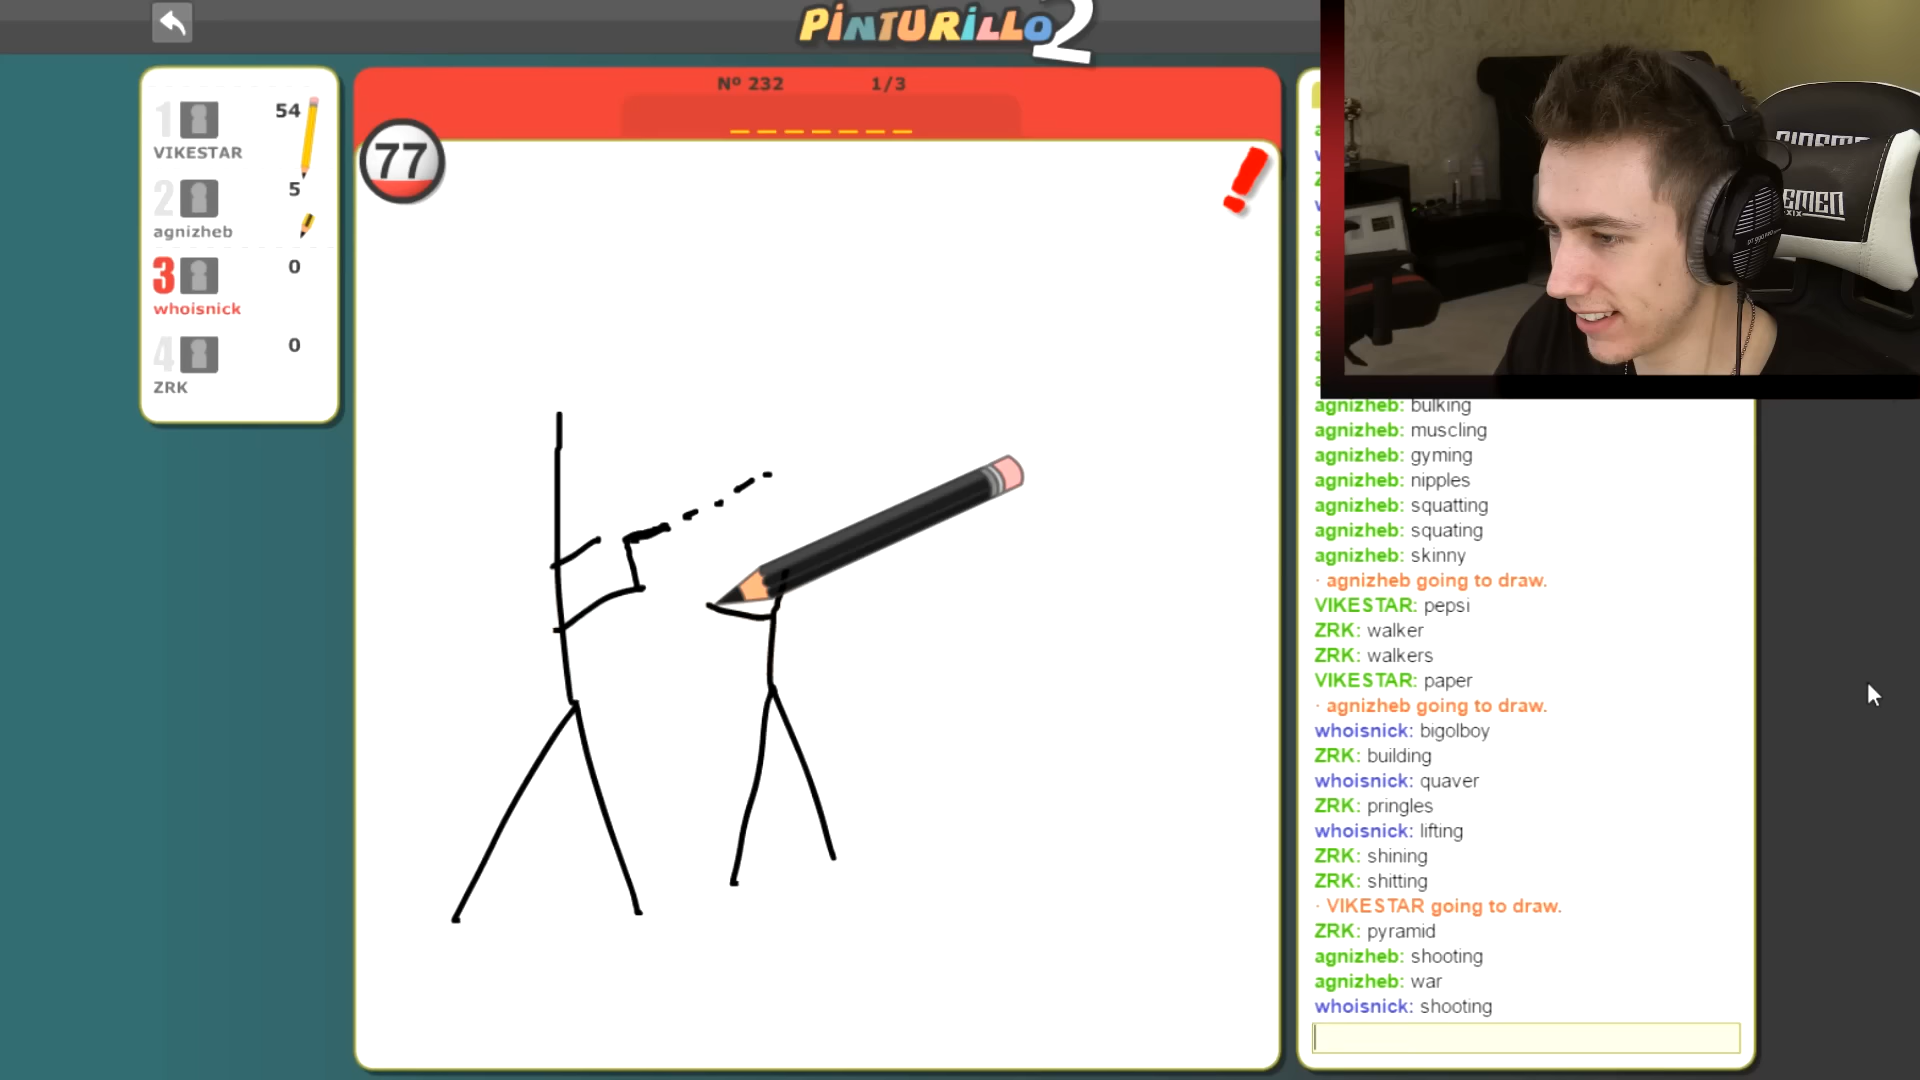 PINTURILLO 2
Nº 232 1/3
_ _ _ _ _ _ _
77
1 54
VIKESTAR
2 5
agnizheb
3 0
whoisnick
4 0
ZRK
agnizheb: bulking
agnizheb: muscling
agnizheb: gyming
agnizheb: nipples
agnizheb: squatting
agnizheb: squating
agnizheb: skinny
· agnizheb going to draw.
VIKESTAR: pepsi
ZRK: walker
ZRK: walkers
VIKESTAR: paper
· agnizheb going to draw.
whoisnick: bigolboy
ZRK: building
whoisnick: quaver
ZRK: pringles
whoisnick: lifting
ZRK: shining
ZRK: shitting
· VIKESTAR going to draw.
ZRK: pyramid
agnizheb: shooting
agnizheb: war
whoisnick: shooting